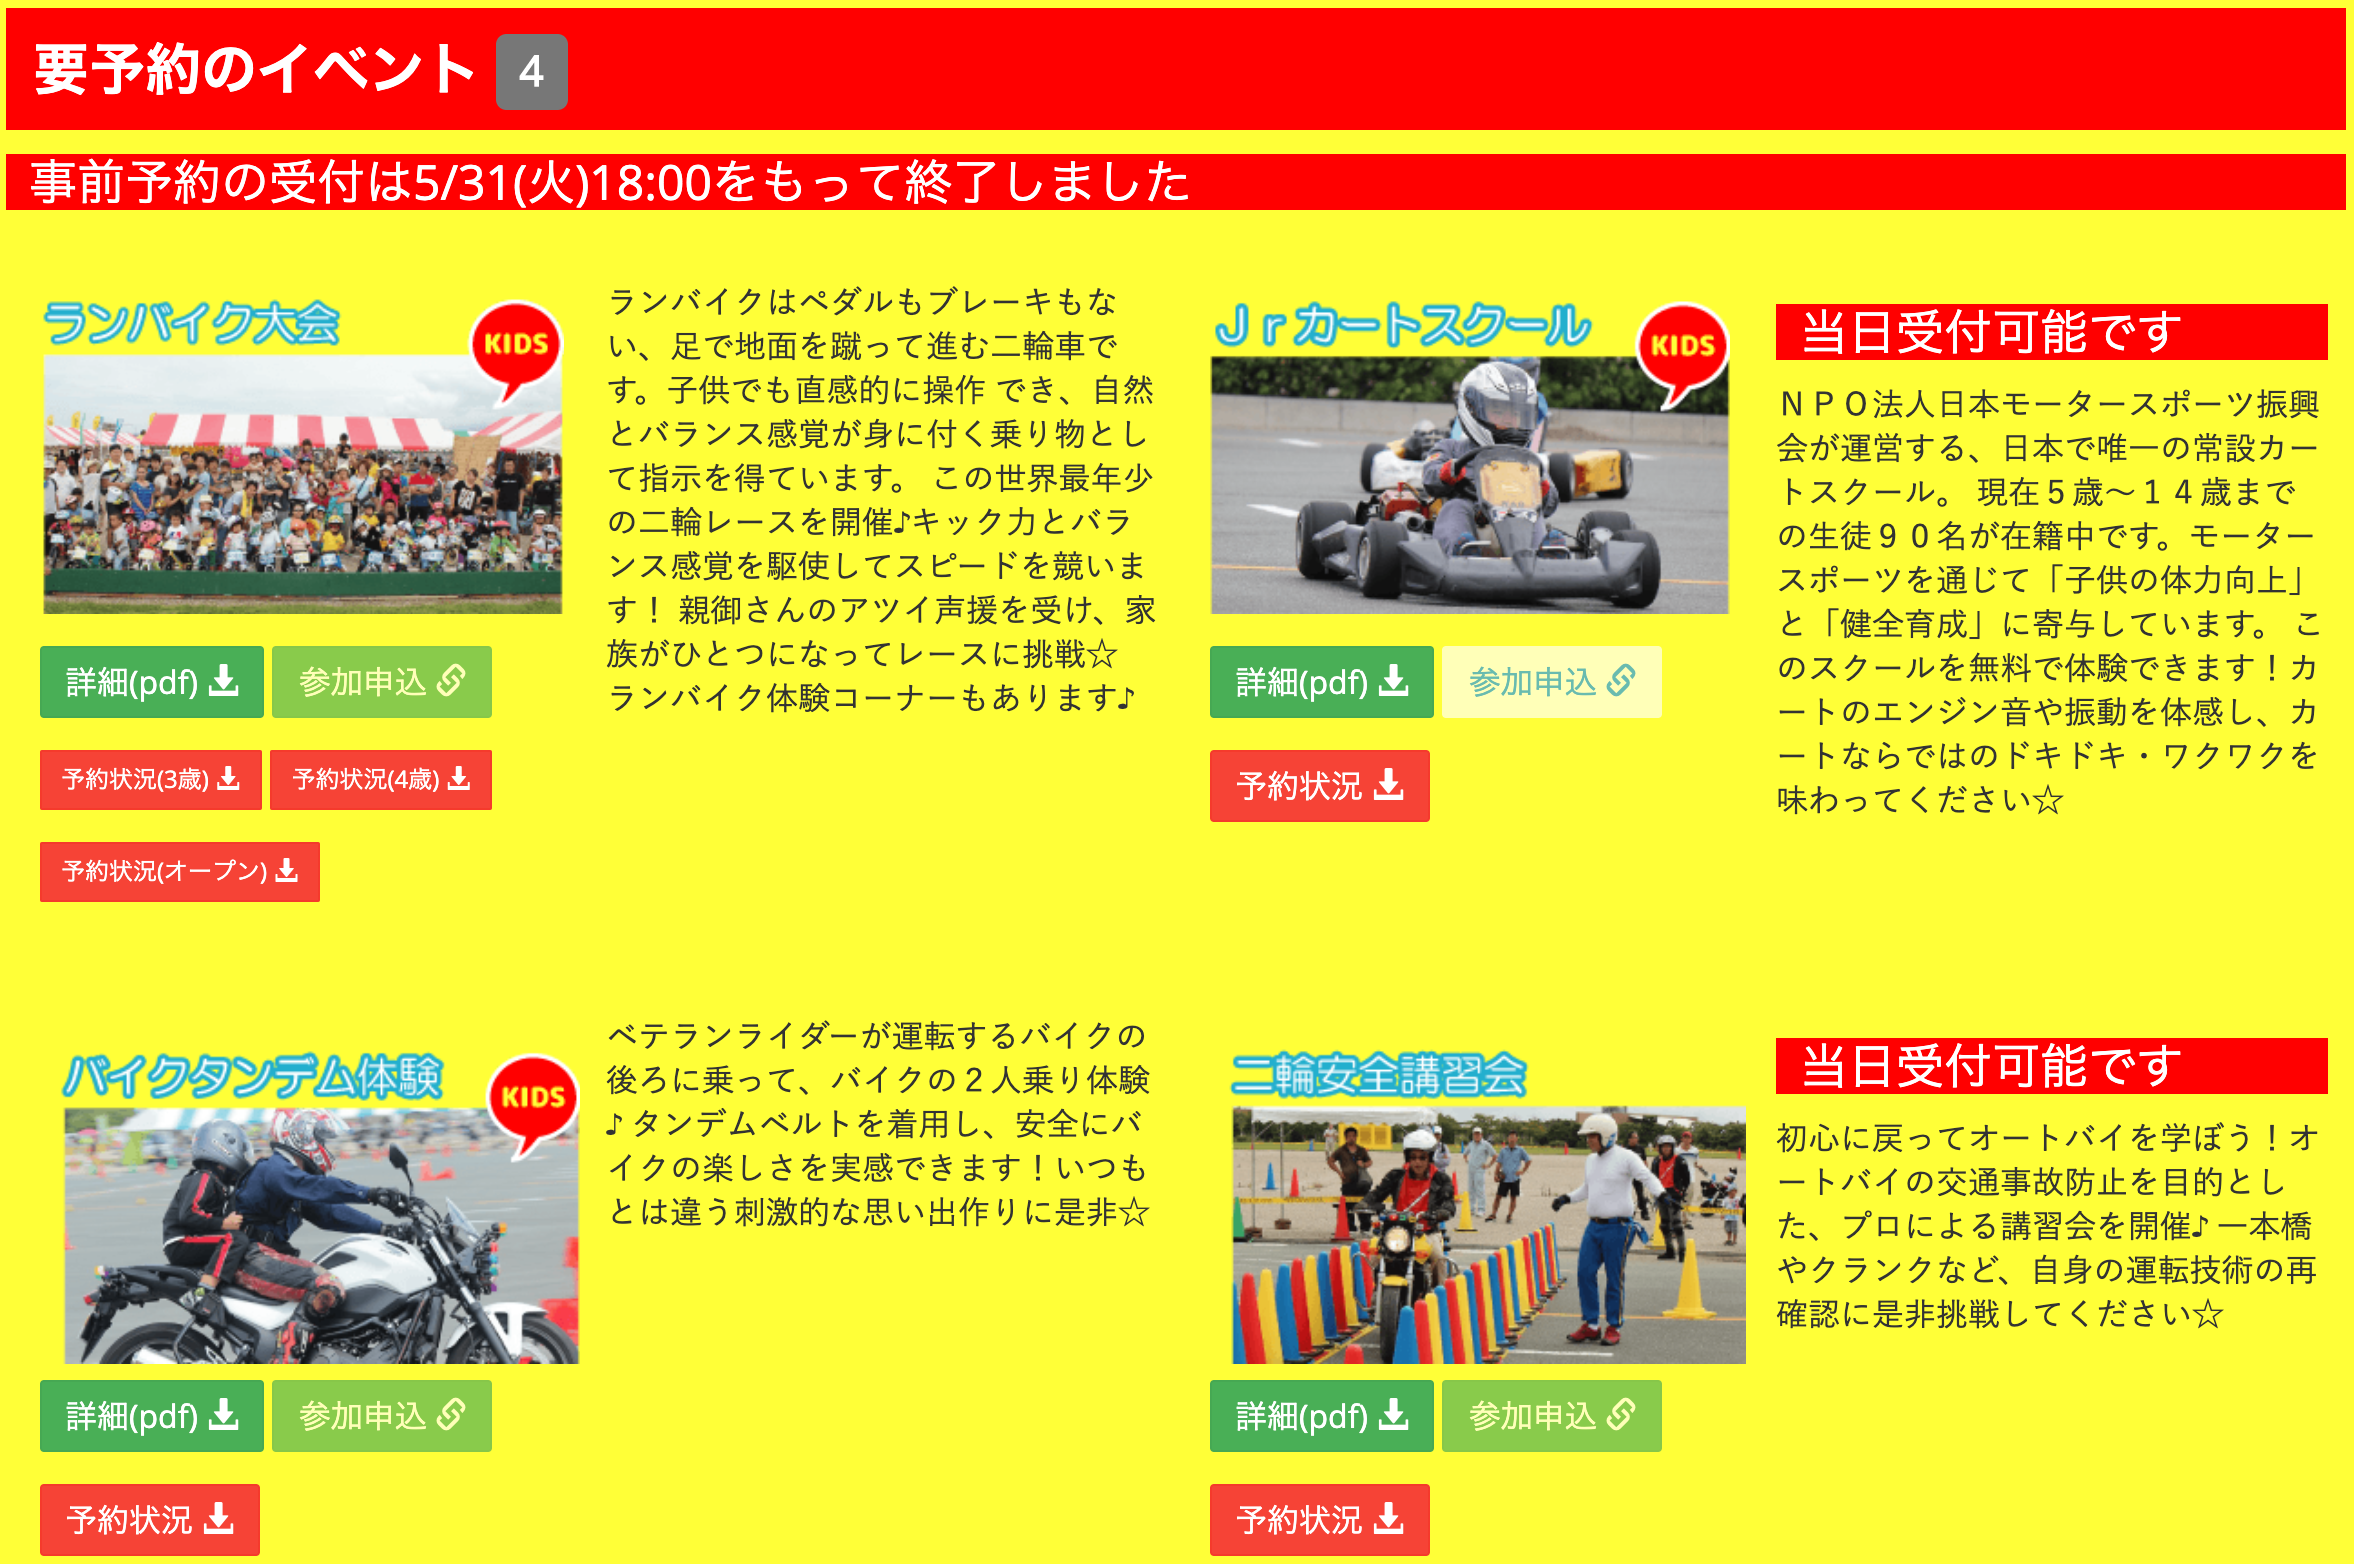 要予約のイベント 4
事前予約の受付は5/31(火)18:00をもって終了しました
ランバイク大会
KIDS
詳細(pdf)
参加申込
予約状況(3歳)
予約状況(4歳)
予約状況(オープン)
ランバイクはペダルもブレーキもな
い、足で地面を蹴って進む二輪車で
す。子供でも直感的に操作 でき、自然
とバランス感覚が身に付く乗り物とし
て指示を得ています。 この世界最年少
の二輪レースを開催♪キック力とバラ
ンス感覚を駆使してスピードを競いま
す！ 親御さんのアツイ声援を受け、家
族がひとつになってレースに挑戦☆
ランバイク体験コーナーもあります♪
Ｊｒカートスクール
KIDS
詳細(pdf)
参加申込
予約状況
当日受付可能です
ＮＰＯ法人日本モータースポーツ振興
会が運営する、日本で唯一の常設カー
トスクール。 現在５歳～１４歳まで
の生徒９０名が在籍中です。モーター
スポーツを通じて「子供の体力向上」
と「健全育成」に寄与しています。 こ
のスクールを無料で体験できます！カ
ートのエンジン音や振動を体感し、カ
ートならではのドキドキ・ワクワクを
味わってください☆
バイクタンデム体験
KIDS
詳細(pdf)
参加申込
予約状況
ベテランライダーが運転するバイクの
後ろに乗って、バイクの２人乗り体験
♪ タンデムベルトを着用し、安全にバ
イクの楽しさを実感できます！いつも
とは違う刺激的な思い出作りに是非☆
二輪安全講習会
詳細(pdf)
参加申込
予約状況
当日受付可能です
初心に戻ってオートバイを学ぼう！オ
ートバイの交通事故防止を目的とし
た、プロによる講習会を開催♪ 一本橋
やクランクなど、自身の運転技術の再
確認に是非挑戦してください☆